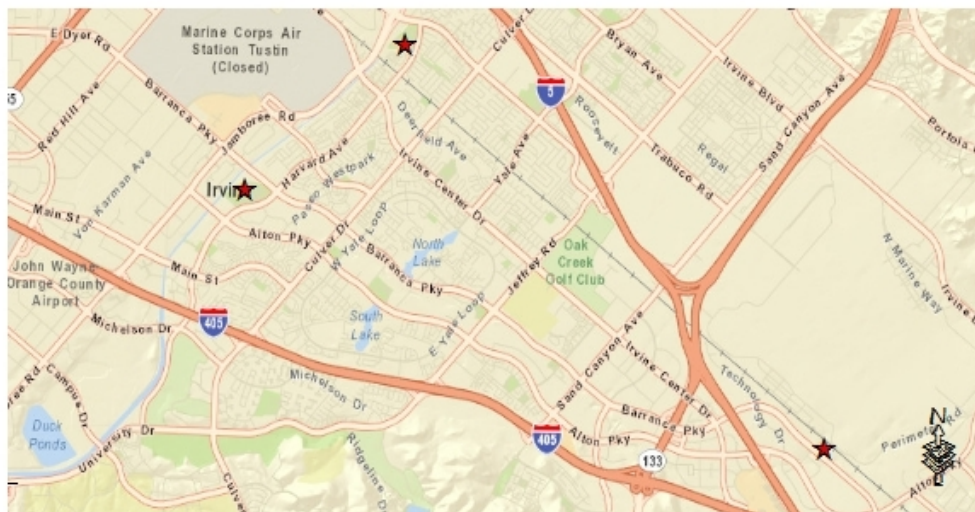 E Dyer Rd
Marine Corps Air
Station Tustin
(Closed)
Culver Dr
Bryan Ave
Irvine Blvd
Sand Canyon Ave
5
Red Hill Ave
Barranca Pky
Jamboree Rd
Deerfield Ave
Roosevelt
Portola
Von Karman Ave
Harvard Ave
Paseo Westpark
Irvine Center Dr
Yale Ave
Trabuco Rd
Regal
Main St
Culver Dr
W Yale Loop
Alton Pky
Barranca Pky
North
Lake
Jeffrey Rd
Oak
Creek
Golf Club
N Marine Way
John Wayne
Orange County
Airport
Main St
405
Michelson Dr
South
Lake
E Yale Loop
Sand Canyon Ave
Irvine Center Dr
Technology Dr
Michelson Dr
Campus Dr
Duck
Ponds
University Dr
Ridgeline
Barranca Pky
Alton Pky
405
133
Perimeter Rd
N
Alton